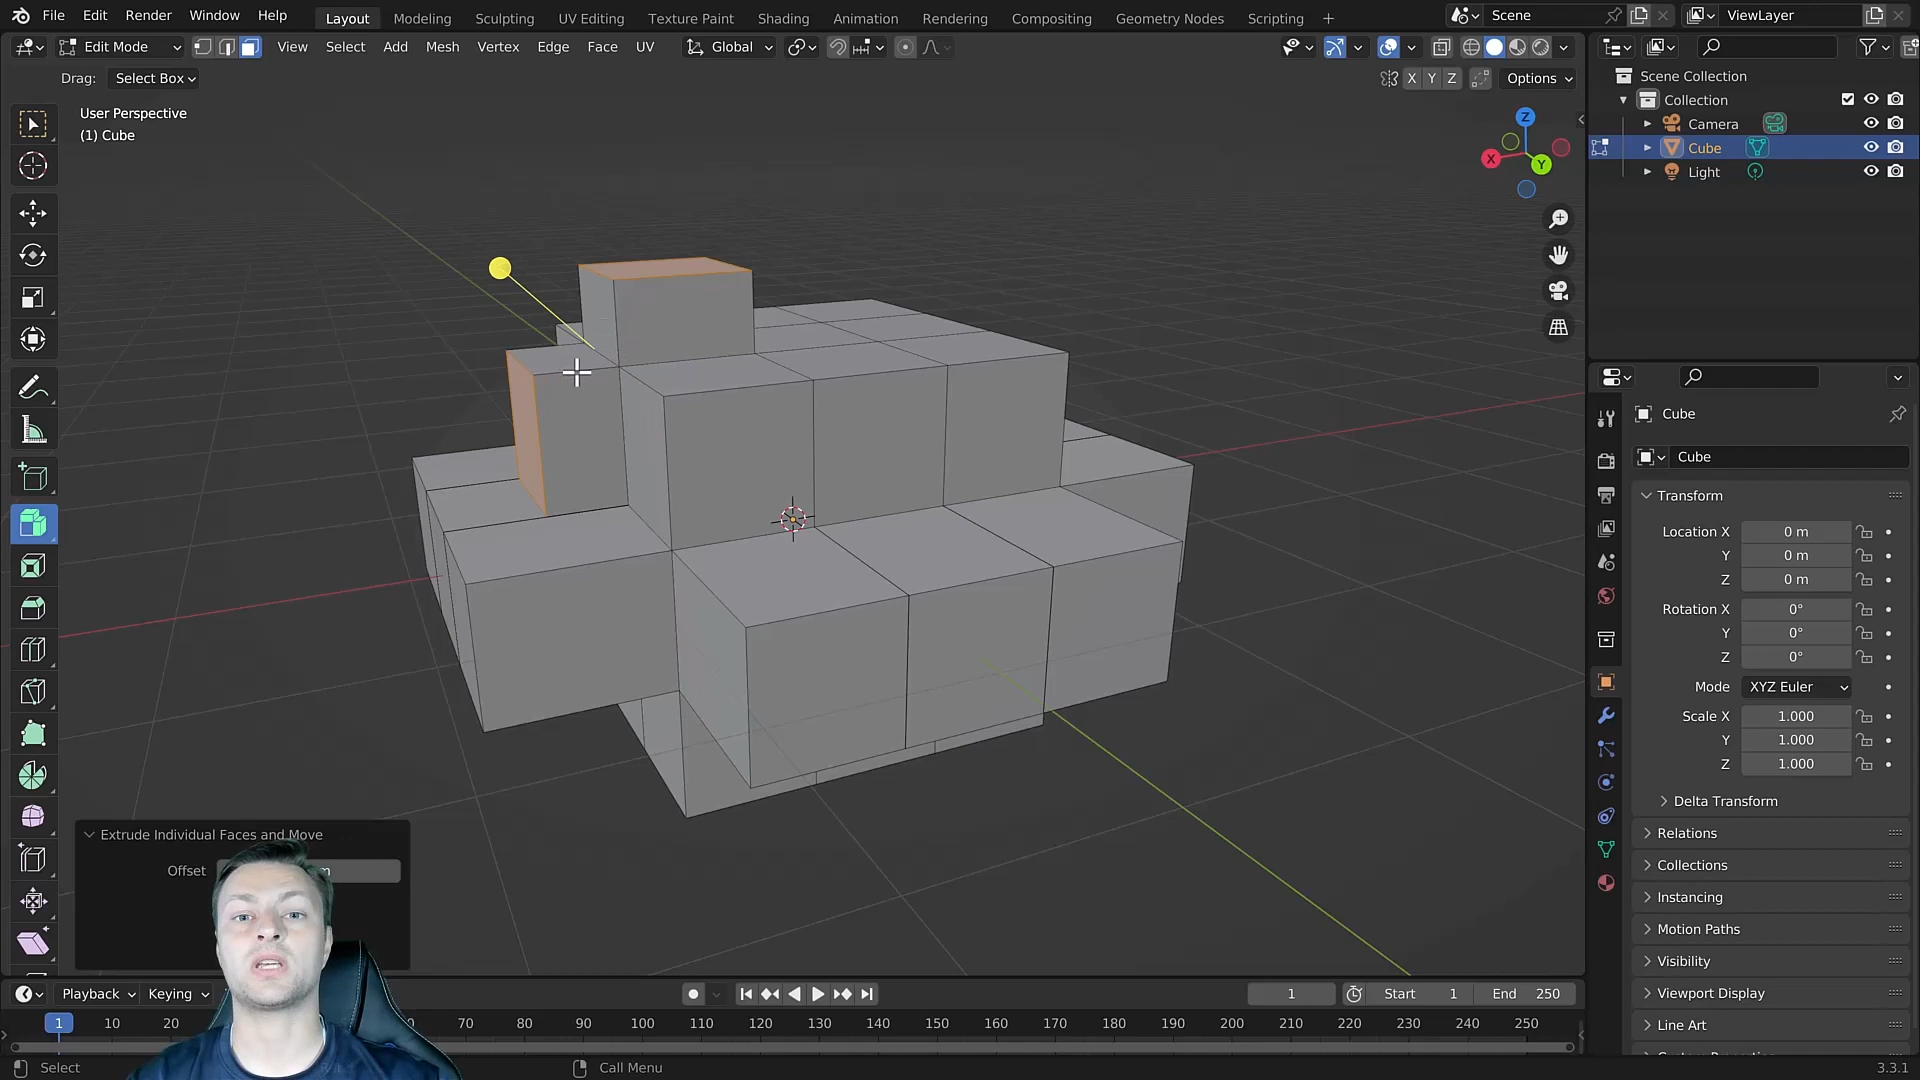 File Edit Render Window Help Layout Modeling Sculpting UV Editing Texture Paint Shading Animation Rendering Compositing Geometry Nodes Scripting + Scene ViewLayer
Edit Mode View Select Add Mesh Vertex Edge Face UV Global
Drag: Select Box X Y Z Options
User Perspective
(1) Cube
Z
X
Y
Scene Collection
Collection
Camera
Cube
Light
Cube
Cube
Transform
Location X 0 m
Y 0 m
Z 0 m
Rotation X 0°
Y 0°
Z 0°
Mode XYZ Euler
Scale X 1.000
Y 1.000
Z 1.000
Delta Transform
Relations
Collections
Instancing
Motion Paths
Visibility
Viewport Display
Line Art
Extrude Individual Faces and Move
Offset m
Playback Keying 1 Start 1 End 250
1 10 20 70 80 90 100 110 120 130 140 150 160 170 180 190 200 210 220 230 240 250
Select Call Menu 3.3.1